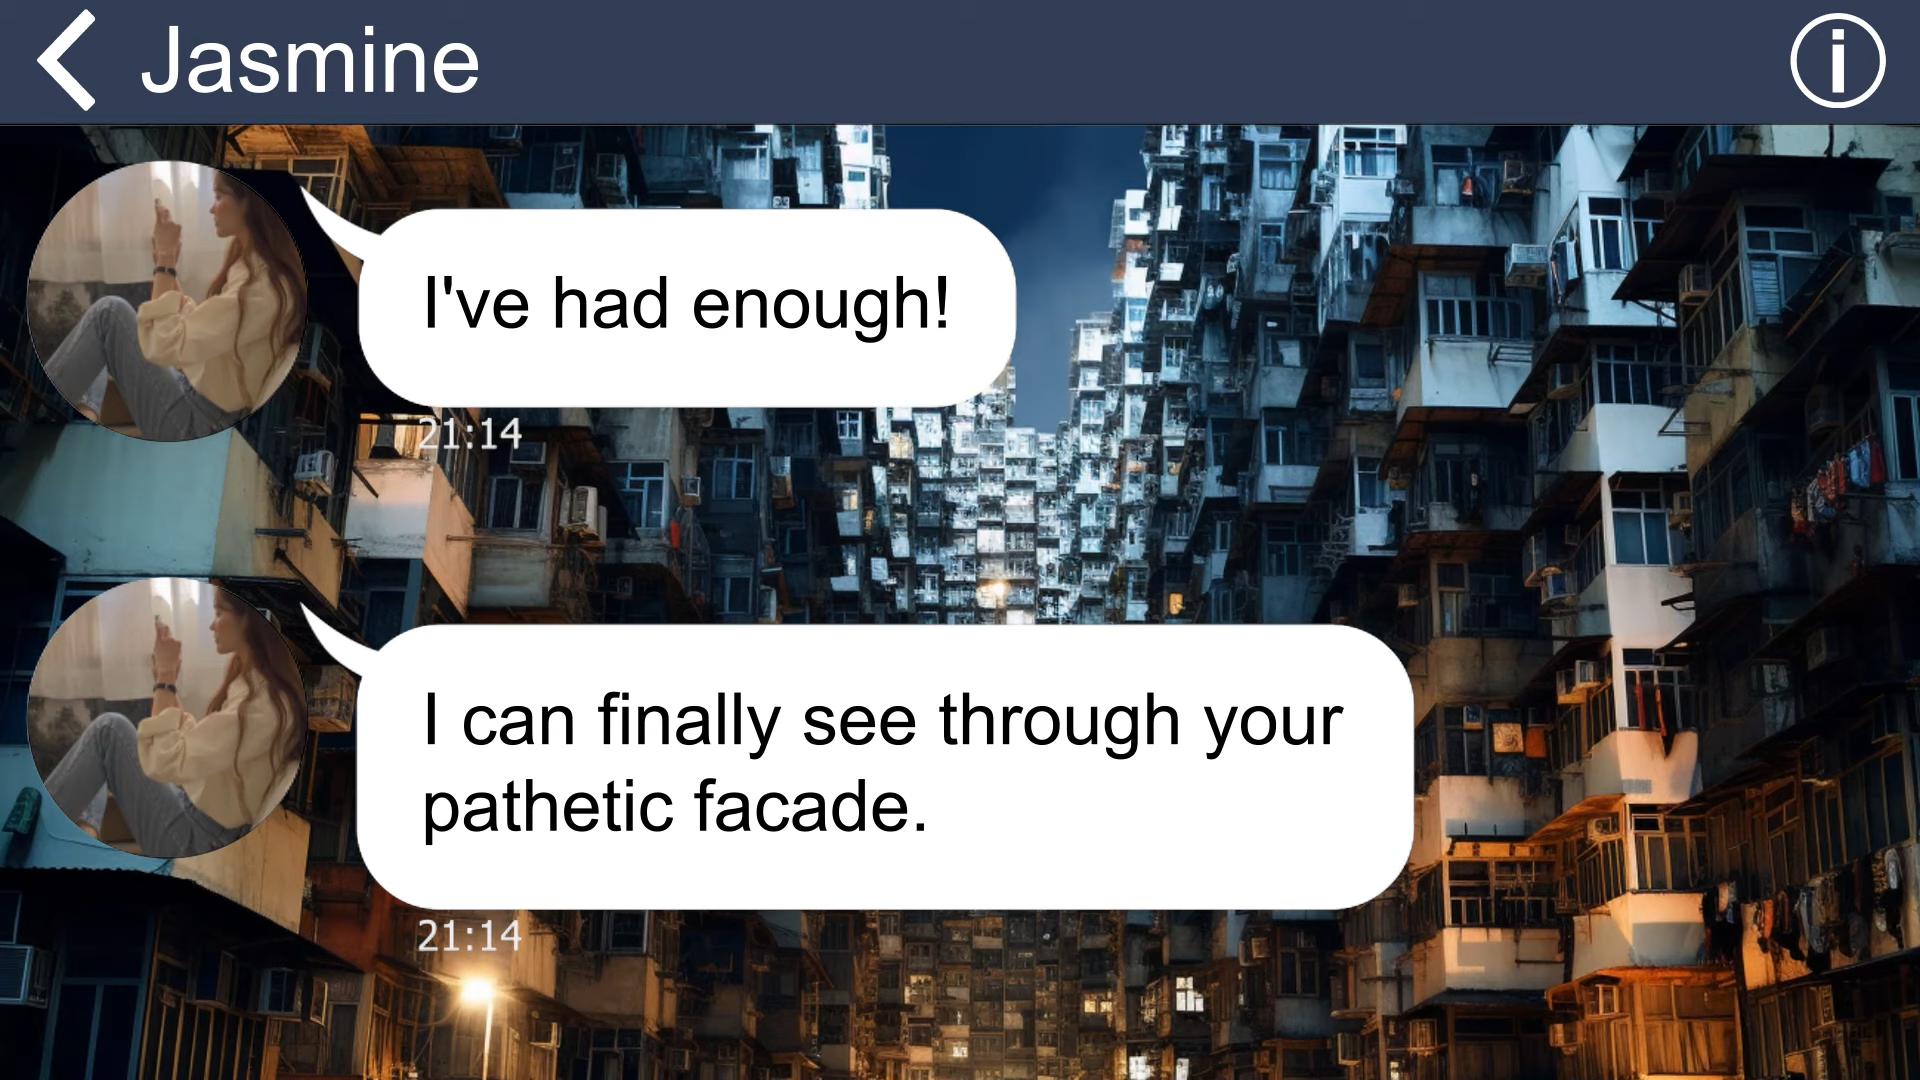 Jasmine
I've had enough!
21:14
I can finally see through your
pathetic facade.
21:14